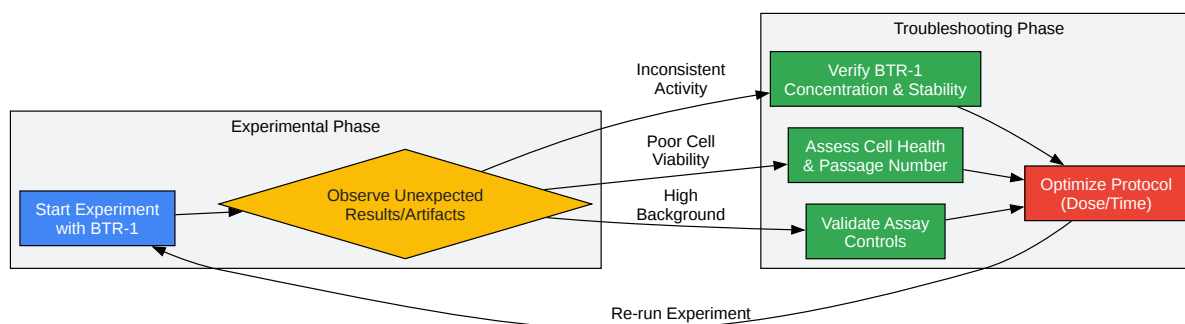 Troubleshooting Phase
Verify BTR-1
Concentration & Stability
Inconsistent
Activity
Experimental Phase
Poor Cell
Viability
Assess Cell Health
& Passage Number
Start Experiment
with BTR-1
Observe Unexpected
Results/Artifacts
High
Background
Validate Assay
Controls
Optimize Protocol
(Dose/Time)
Re-run Experiment